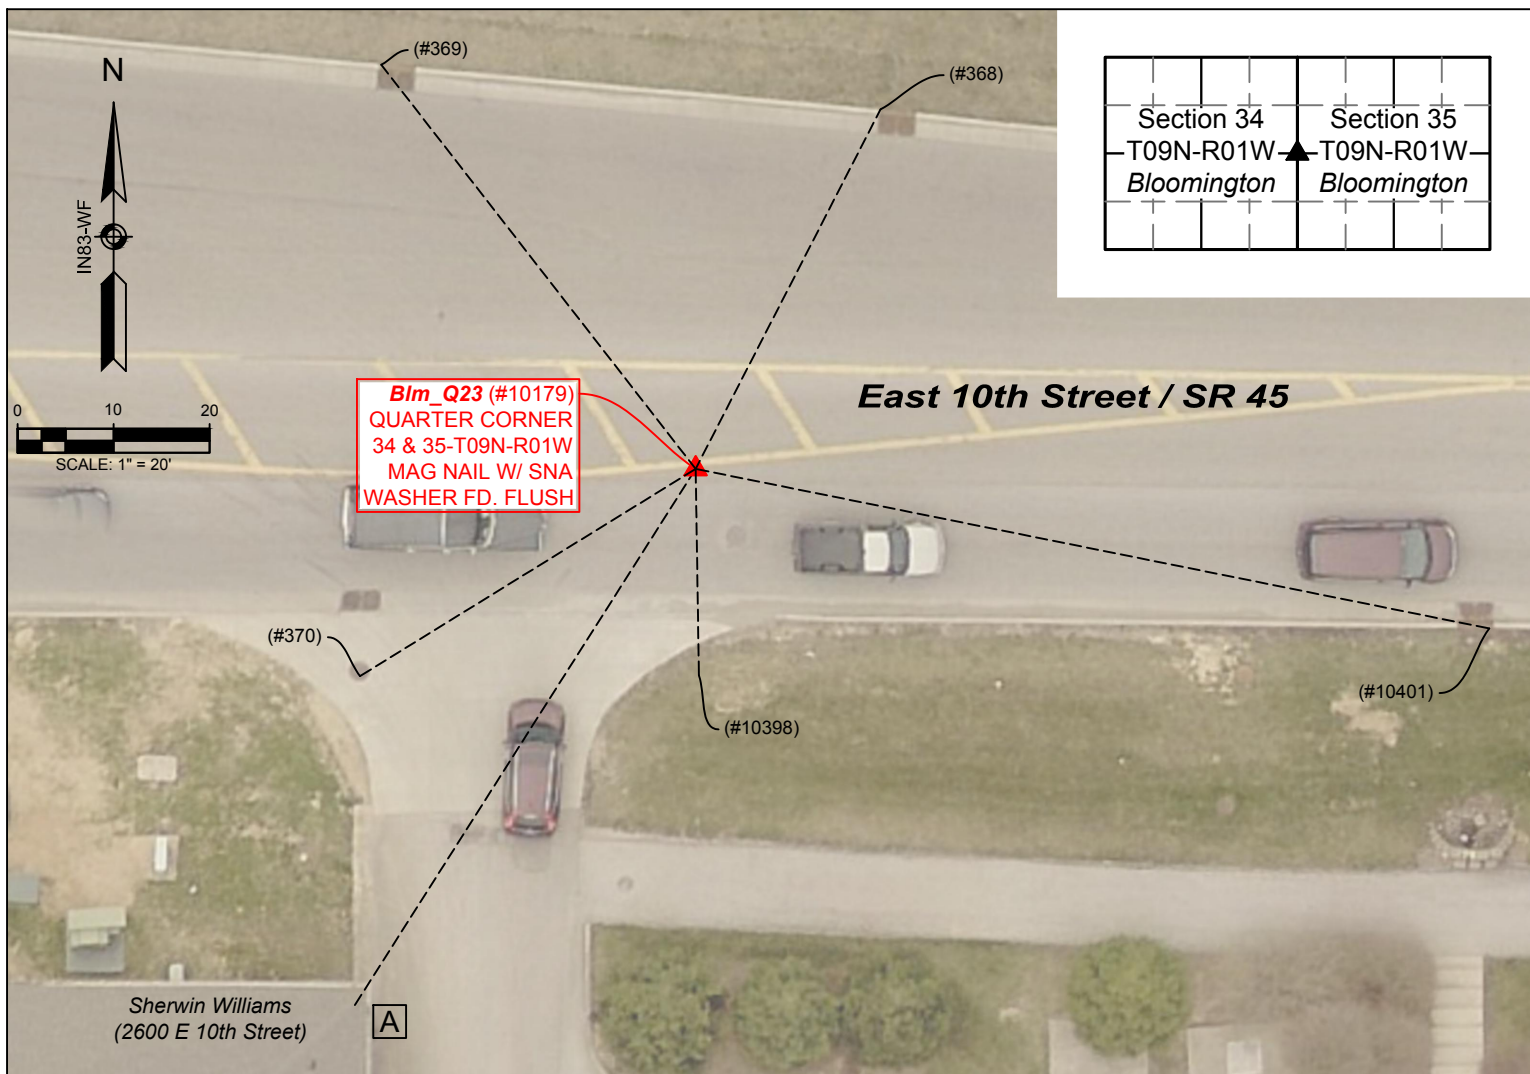 (#369)
(#368)
N
IN83-WF
0 10 20
SCALE: 1" = 20'
Section 34
T09N-R01W
Bloomington
Section 35
T09N-R01W
Bloomington
Blm_Q23 (#10179)
QUARTER CORNER
34 & 35-T09N-R01W
MAG NAIL W/ SNA
WASHER FD. FLUSH
East 10th Street / SR 45
(#370)
(#10401)
(#10398)
Sherwin Williams
(2600 E 10th Street)
A